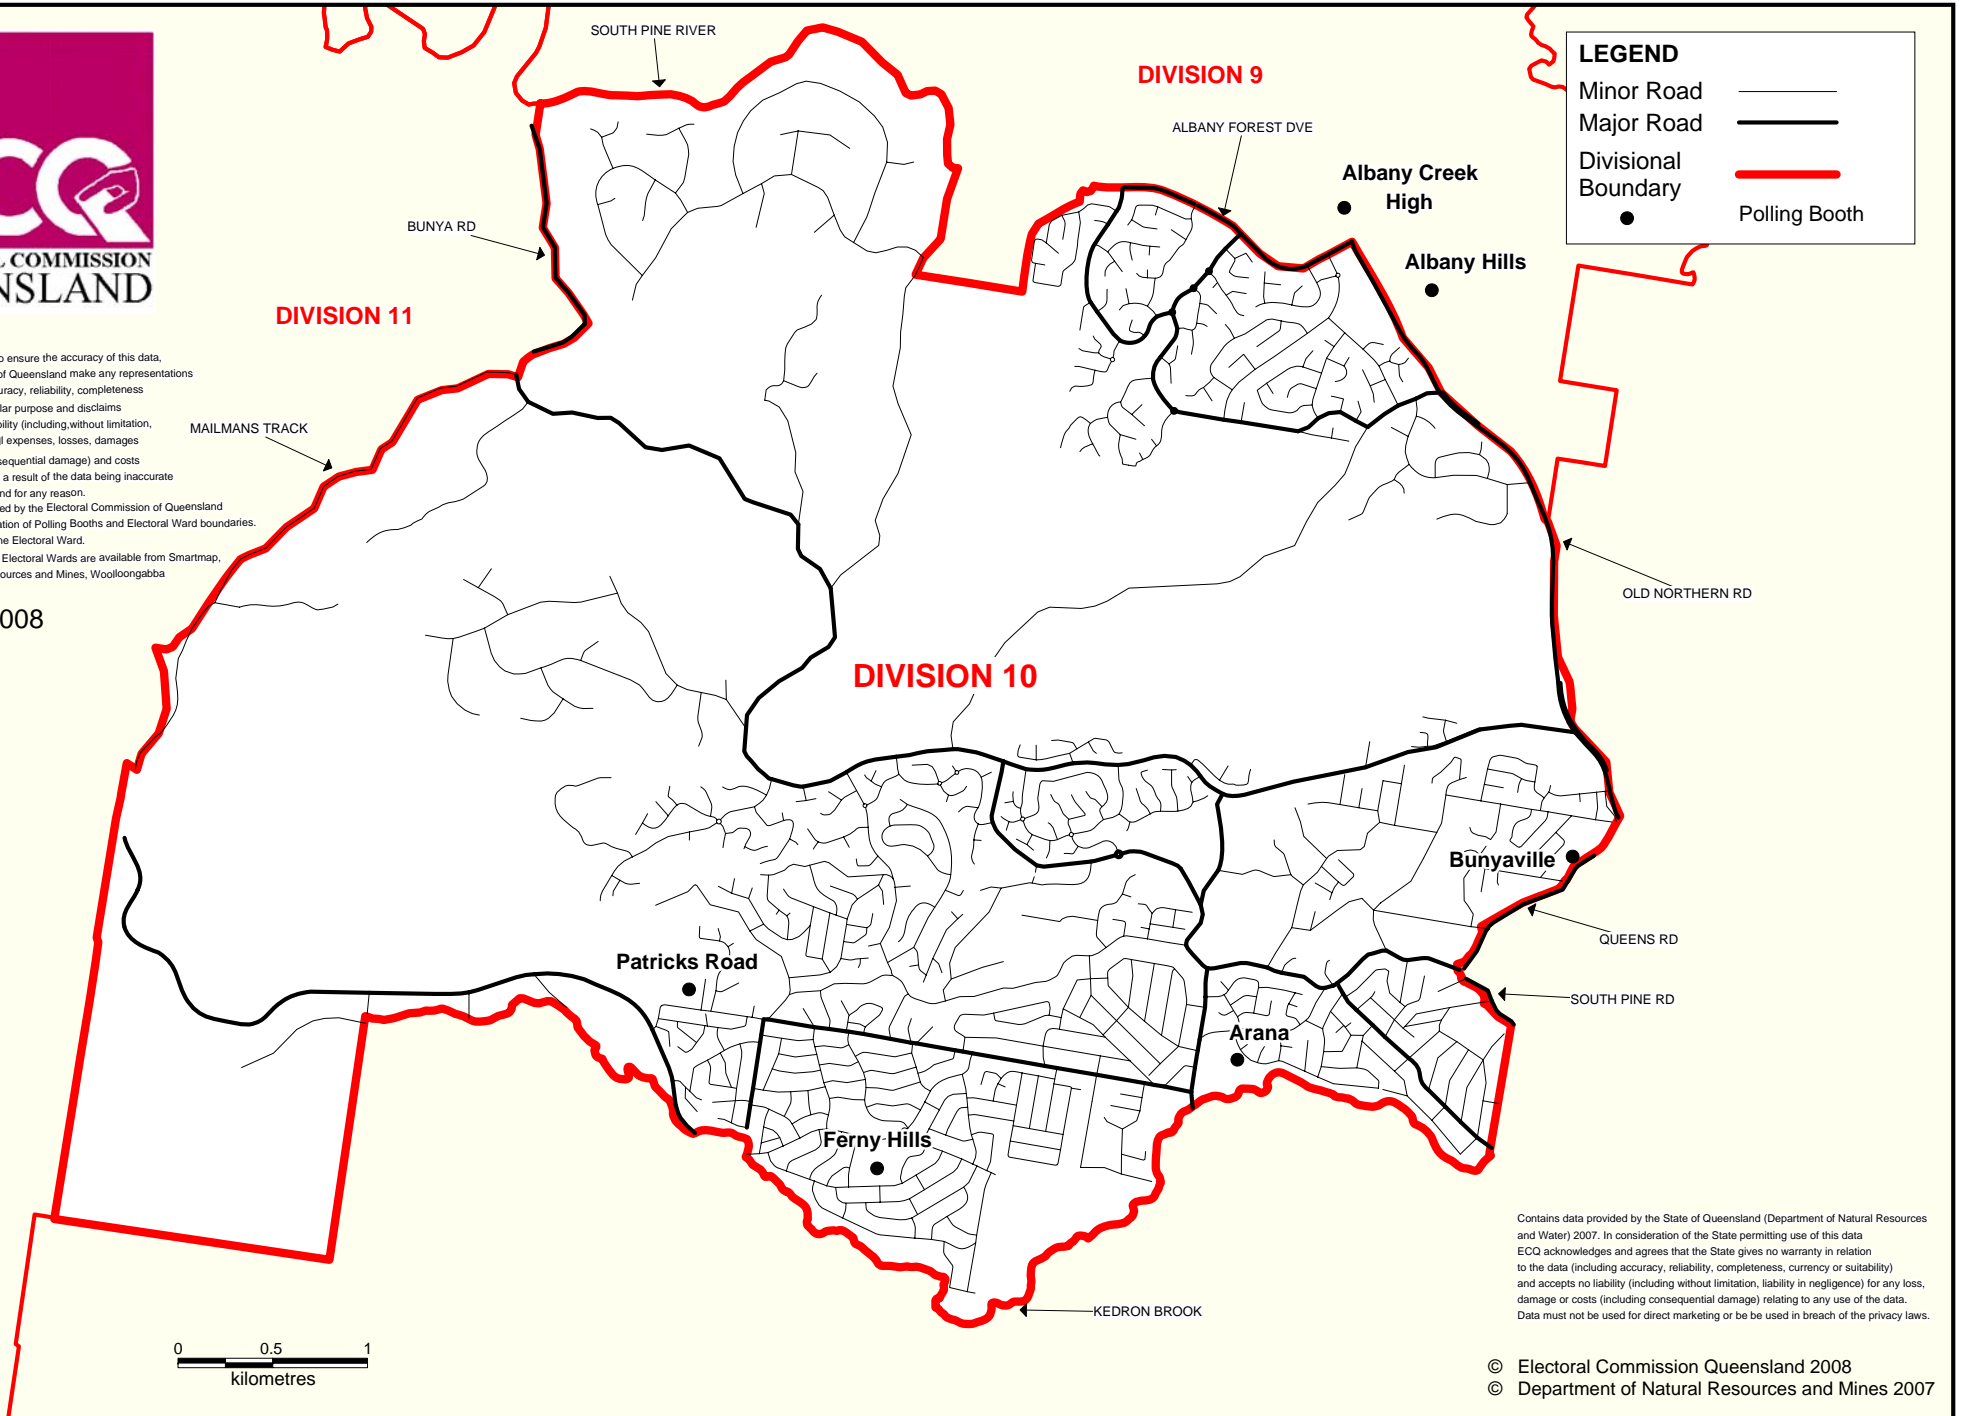 SOUTH PINE RIVER
DIVISION 9
ALBANY FOREST DVE
Albany Creek
High
Albany Hills
LEGEND
Minor Road
Major Road
Divisional
Boundary
Polling Booth
CQ
COMMISSION
BUNYA RD
DIVISION 11
ensure the accuracy of this data,
of Queensland make any representations
reliability, completeness
purpose and disclaims
(including,without limitation,
expenses, losses, damages
damage) and costs
a result of the data being inaccurate
for any reason.
by the Electoral Commission of Queensland
of Polling Booths and Electoral Ward boundaries.
Electoral Ward.
Electoral Wards are available from Smartmap,
and Mines, Woolloongabba
008
MAILMANS TRACK
OLD NORTHERN RD
DIVISION 10
Bunyaville
QUEENS RD
SOUTH PINE RD
Patricks Road
Arana
Ferny Hills
KEDRON BROOK
0 0.5 1
kilometres
Contains data provided by the State of Queensland (Department of Natural Resources
and Water) 2007. In consideration of the State permitting use of this data
ECQ acknowledges and agrees that the State gives no warranty in relation
to the data (including accuracy, reliability, completeness, currency or suitability)
and accepts no liability (including without limitation, liability in negligence) for any loss,
damage or costs (including consequential damage) relating to any use of the data.
Data must not be used for direct marketing or be be used in breach of the privacy laws.
© Electoral Commission Queensland 2008
© Department of Natural Resources and Mines 2007